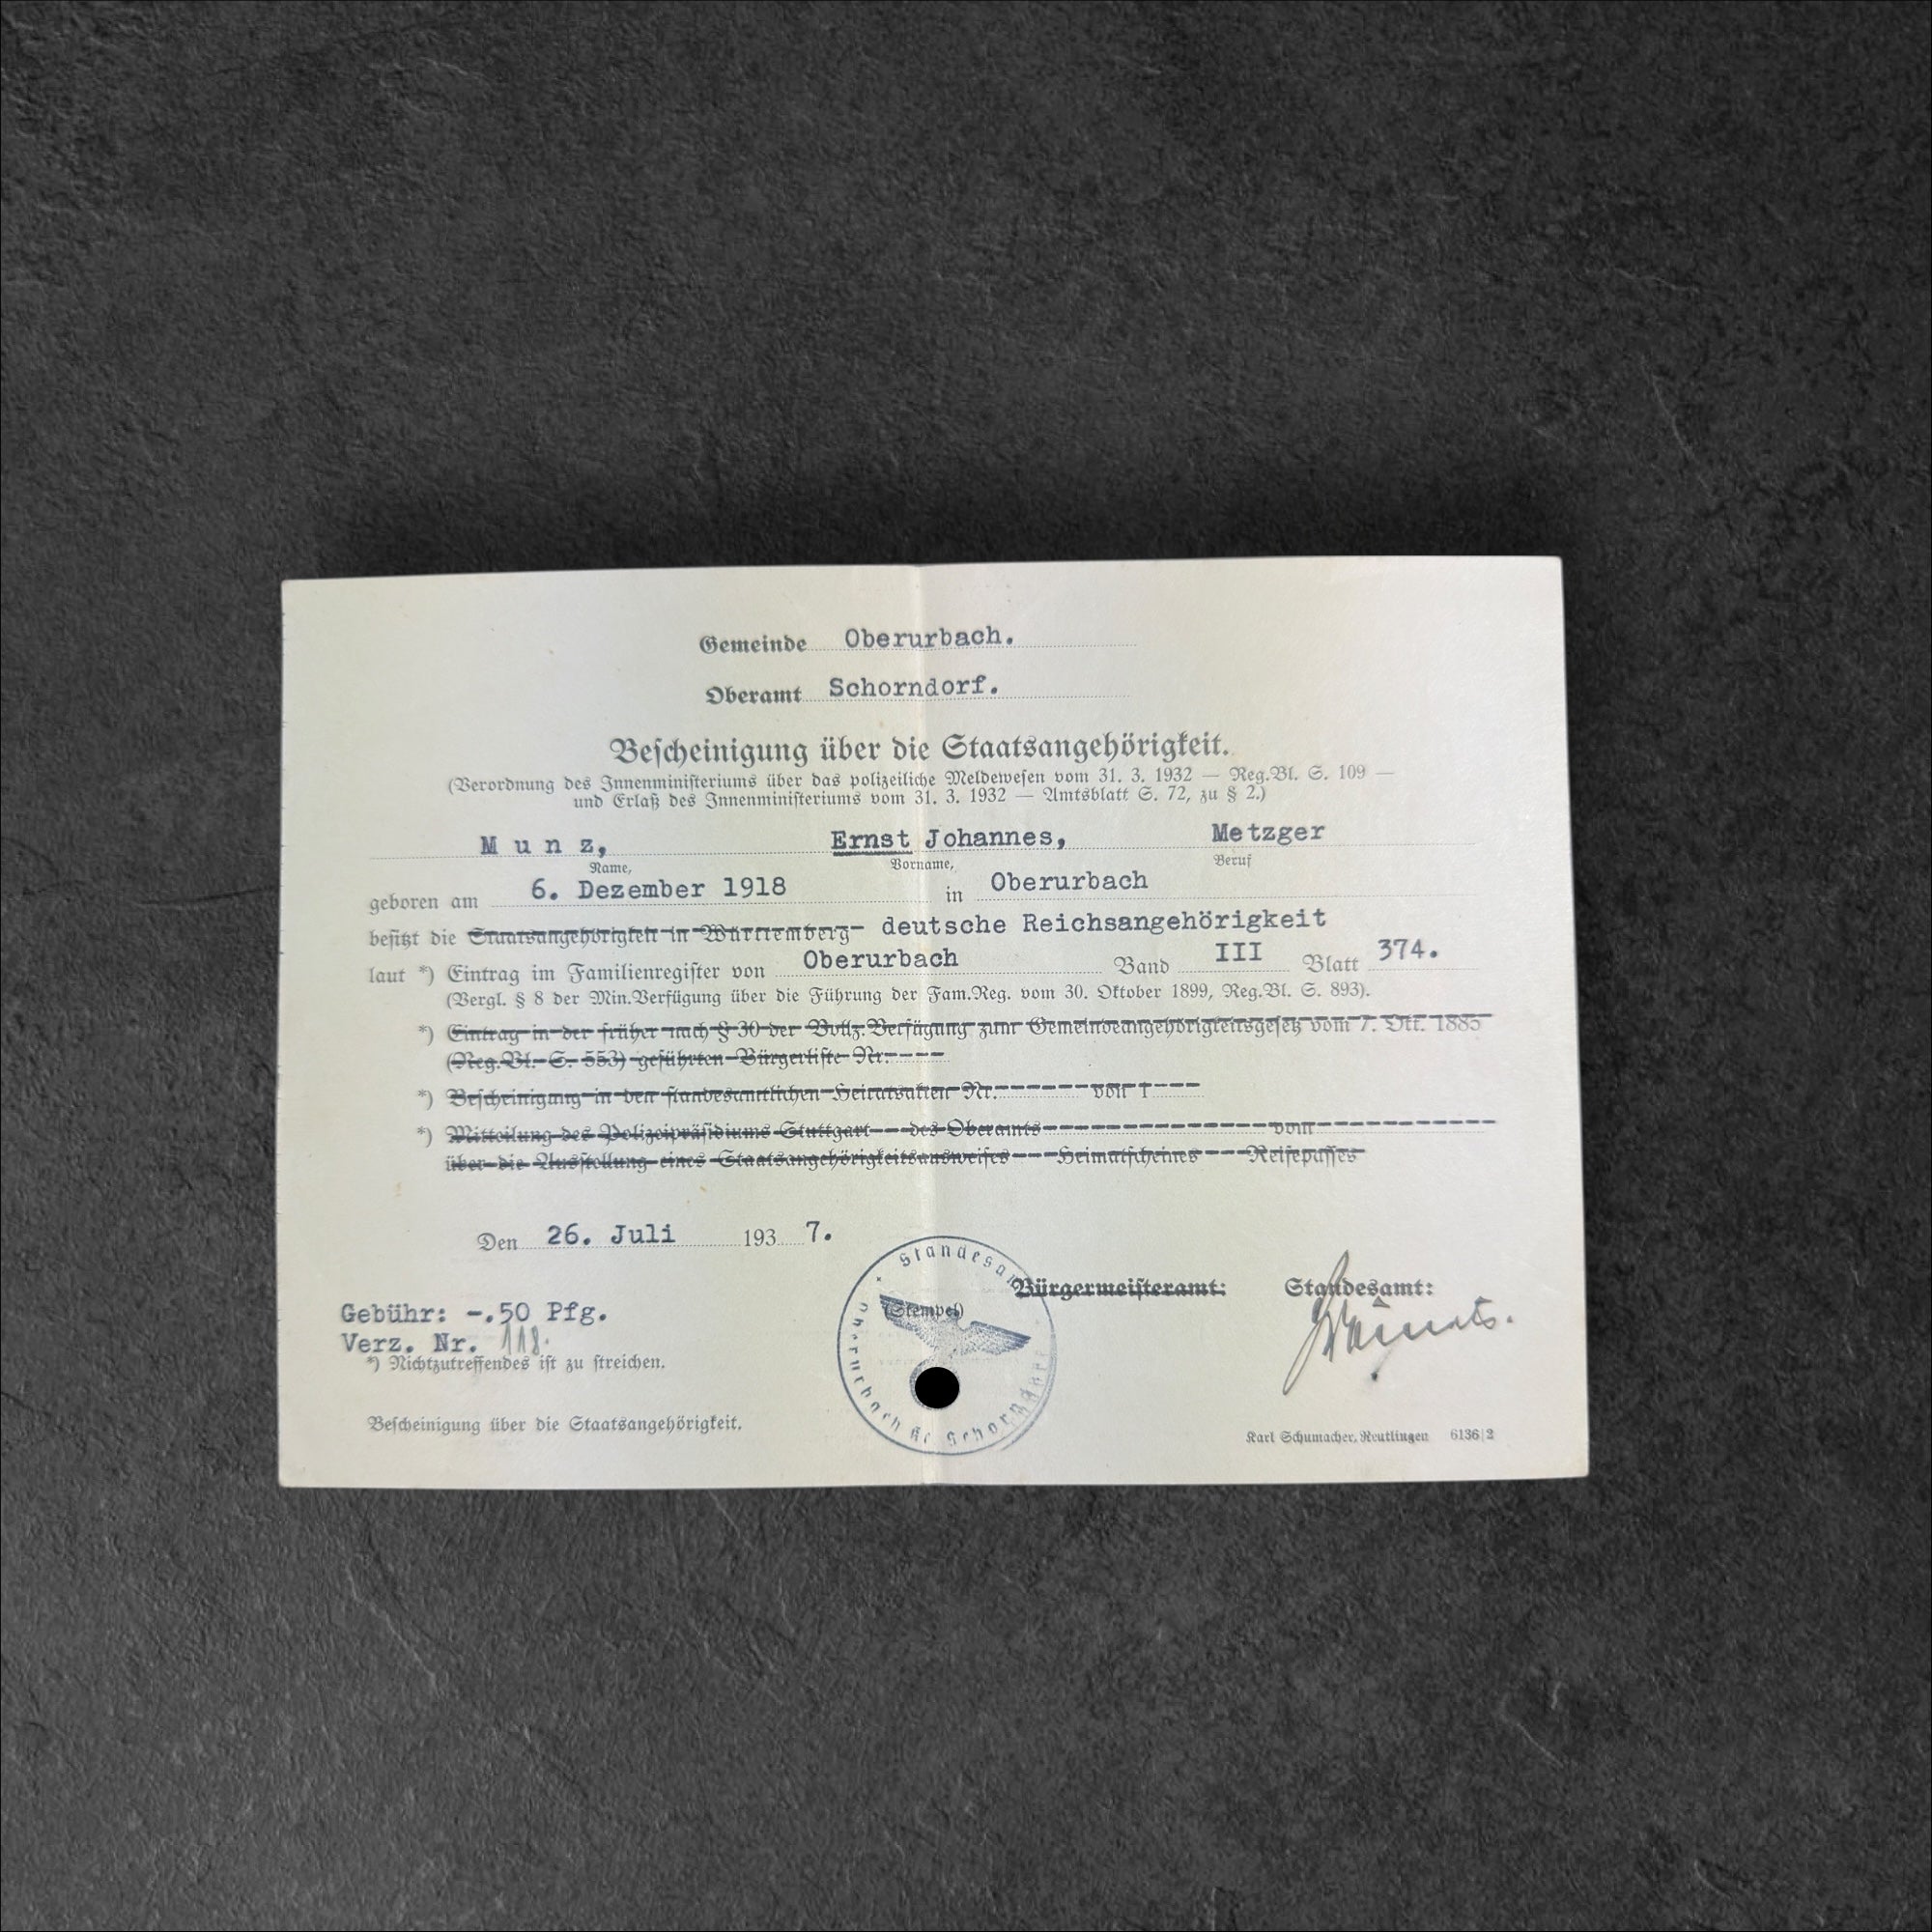 Gemeinde Oberurbach.
Oberamt Schorndorf.
Bescheinigung über die Staatsangehörigkeit.
(Verordnung des Innenministeriums über das polizeiliche Meldewesen vom 31. 3. 1932 — Reg.Bl. S. 109 —
und Erlaß des Innenministeriums vom 31. 3. 1932 — Amtsblatt S. 72, zu § 2.)
Munz, Ernst Johannes, Metzger
Name, Vorname, Beruf
geboren am 6. Dezember 1918 in Oberurbach
besitzt die Staatsangehörigkeit in Württemberg deutsche Reichsangehörigkeit
laut *) Eintrag im Familienregister von Oberurbach Band III Blatt 374.
(Vergl. § 8 der Min.Verfügung über die Führung der Fam.Reg. vom 30. Oktober 1899, Reg.Bl. S. 893).
*) Eintrag in der früher nach § 30 der Vollz.Verfügung zum Gemeindeangehörigkeitsgesetz vom 7. Okt. 1885
(Reg.Bl. S. 553) geführten Bürgerliste Nr.
*) Bescheinigung in den standesamtlichen Heiratsakten Nr. von 1
*) Mitteilung des Polizeipräsidiums Stuttgart — des Oberamts vom
über die Ausstellung eines Staatsangehörigkeitsausweises — Heimatscheines — Reisepasses
Den 26. Juli 1937.
Standesamt
Oberurbach Kr. Schorndorf
(Stempel)
Bürgermeisteramt: Standesamt:
Gebühr: -.50 Pfg.
Verz. Nr. 118.
*) Nichtzutreffendes ist zu streichen.
Bescheinigung über die Staatsangehörigkeit.
Karl Schumacher, Reutlingen 6136|2